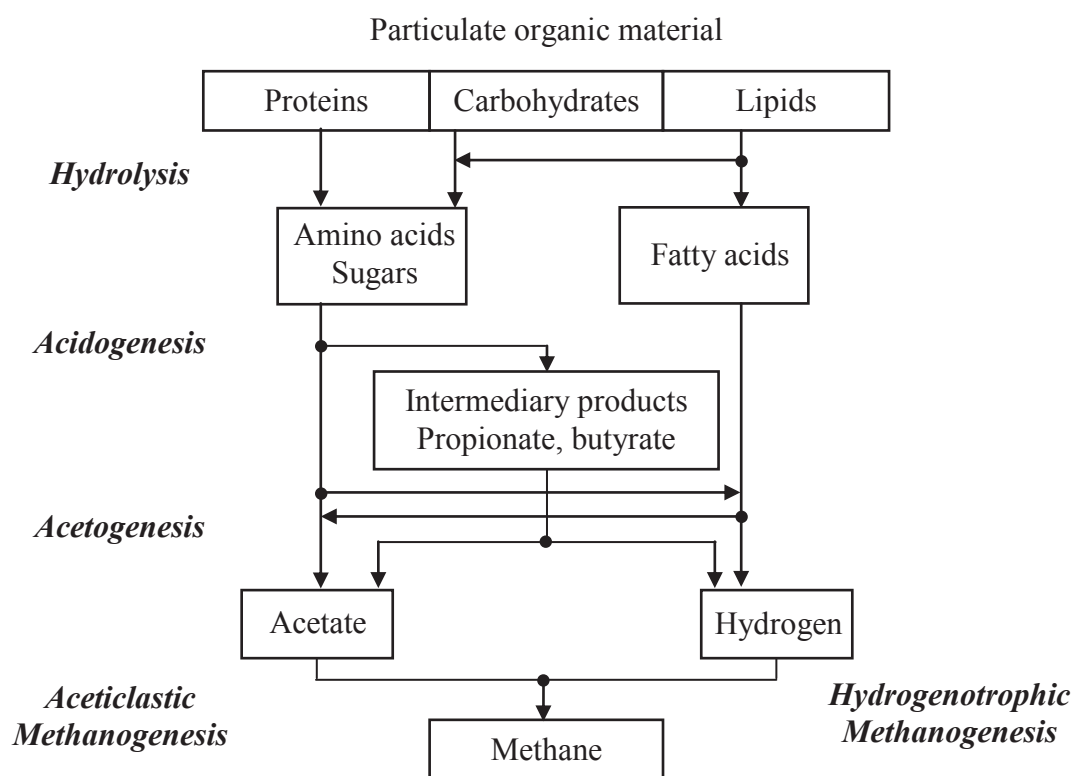 Particulate organic material
Proteins
Carbohydrates
Lipids
Hydrolysis
Amino acids
Sugars
Fatty acids
Acidogenesis
Intermediary products
Propionate, butyrate
Acetogenesis
Acetate
Hydrogen
Aceticlastic
Methanogenesis
Hydrogenotrophic
Methanogenesis
Methane